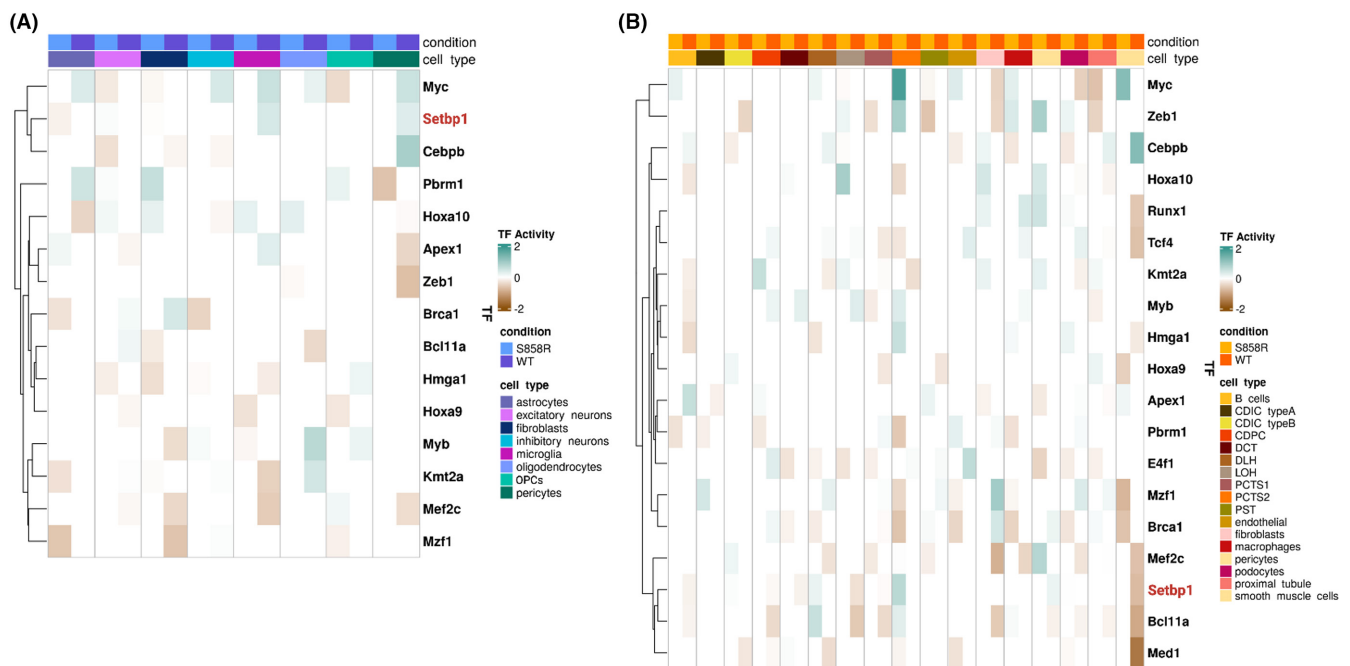 (A)
condition
cell type
Myc
Setbp1
Cebpb
Pbrm1
Hoxa10
Apex1
Zeb1
Brca1
Bcl11a
Hmga1
Hoxa9
Myb
Kmt2a
Mef2c
Mzf1
TF
TF Activity
2
0
-2
condition
S858R
WT
cell type
astrocytes
excitatory neurons
fibroblasts
inhibitory neurons
microglia
oligodendrocytes
OPCs
pericytes
(B)
condition
cell type
Myc
Zeb1
Cebpb
Hoxa10
Runx1
Tcf4
Kmt2a
Myb
Hmga1
Hoxa9
Apex1
Pbrm1
E4f1
Mzf1
Brca1
Mef2c
Setbp1
Bcl11a
Med1
TF
TF Activity
2
0
-2
condition
S858R
WT
cell type
B cells
CDIC typeA
CDIC typeB
CDPC
DCT
DLH
LOH
PCTS1
PCTS2
PST
endothelial
fibroblasts
macrophages
pericytes
podocytes
proximal tubule
smooth muscle cells